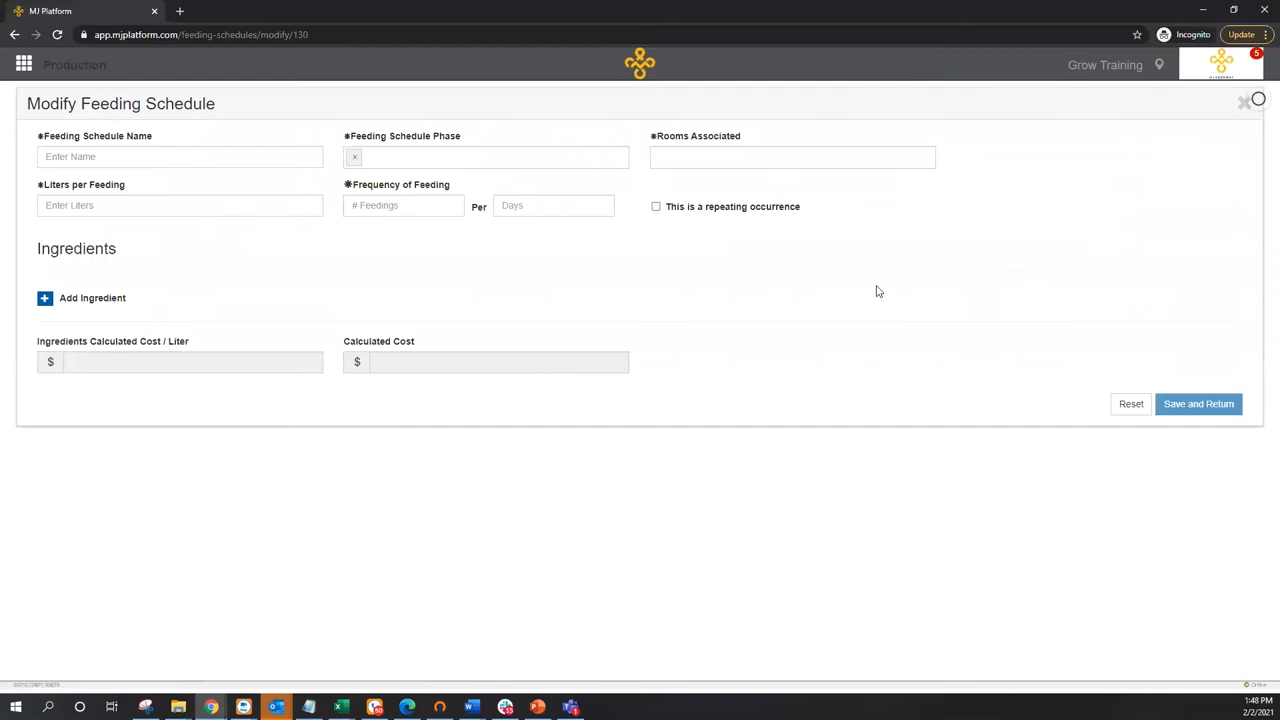 MJ Platform
app.mjplatform.com/feeding-schedules/modify/130
Incognito
Update
Production
Grow Training
5
Modify Feeding Schedule
✱Feeding Schedule Name
✱Feeding Schedule Phase
✱Rooms Associated
Enter Name
×
✱Liters per Feeding
✱Frequency of Feeding
Enter Liters
# Feedings
Per
Days
This is a repeating occurrence
Ingredients
Add Ingredient
Ingredients Calculated Cost / Liter
Calculated Cost
$
$
Reset
Save and Return
Online
1:48 PM
2/2/2021